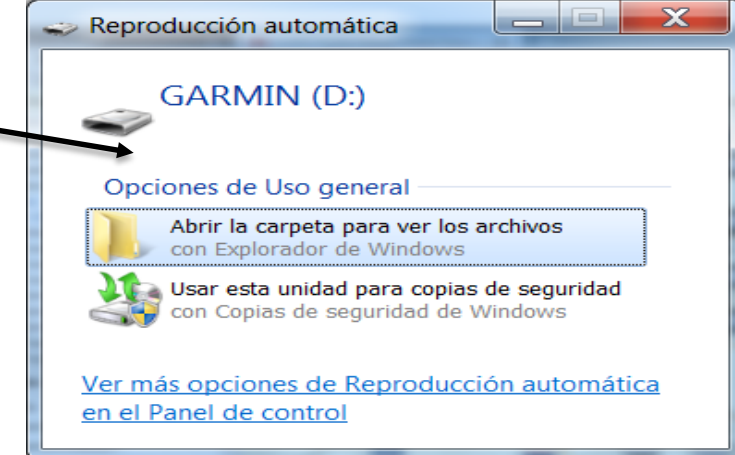 Reproducción automática
GARMIN (D:)
Opciones de Uso general
Abrir la carpeta para ver los archivos
con Explorador de Windows
Usar esta unidad para copias de seguridad
con Copias de seguridad de Windows
Ver más opciones de Reproducción automática
en el Panel de control